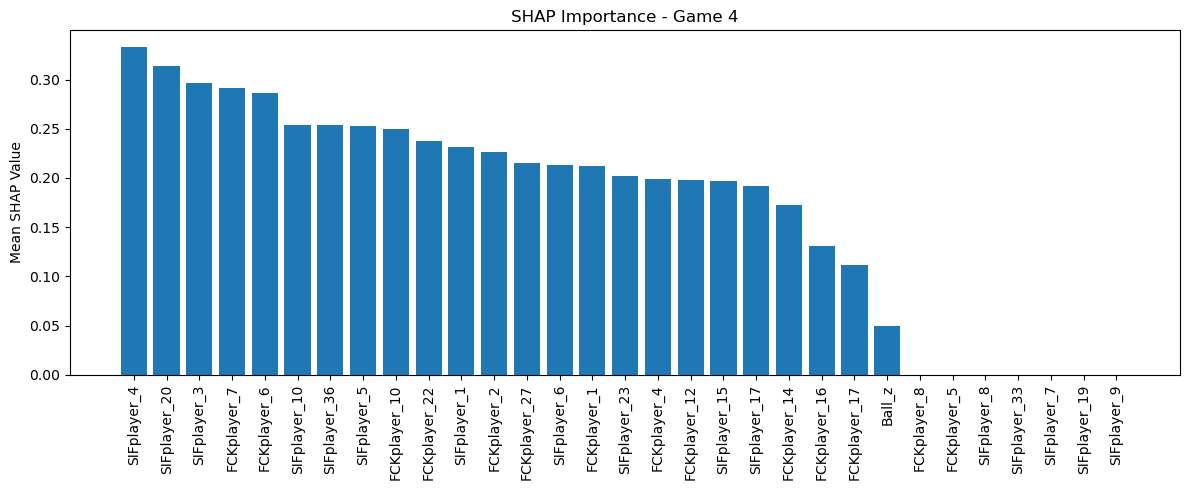 SHAP Importance - Game 4
Mean SHAP Value
0.30
0.25
0.20
0.15
0.10
0.05
0.00
SIFplayer_4
SIFplayer_20
SIFplayer_3
FCKplayer_7
FCKplayer_6
SIFplayer_10
SIFplayer_36
SIFplayer_5
FCKplayer_10
FCKplayer_22
SIFplayer_1
FCKplayer_2
FCKplayer_27
SIFplayer_6
FCKplayer_1
SIFplayer_23
FCKplayer_4
FCKplayer_12
SIFplayer_15
SIFplayer_17
FCKplayer_14
FCKplayer_16
FCKplayer_17
Ball_z
FCKplayer_8
FCKplayer_5
SIFplayer_8
SIFplayer_33
SIFplayer_7
SIFplayer_19
SIFplayer_9